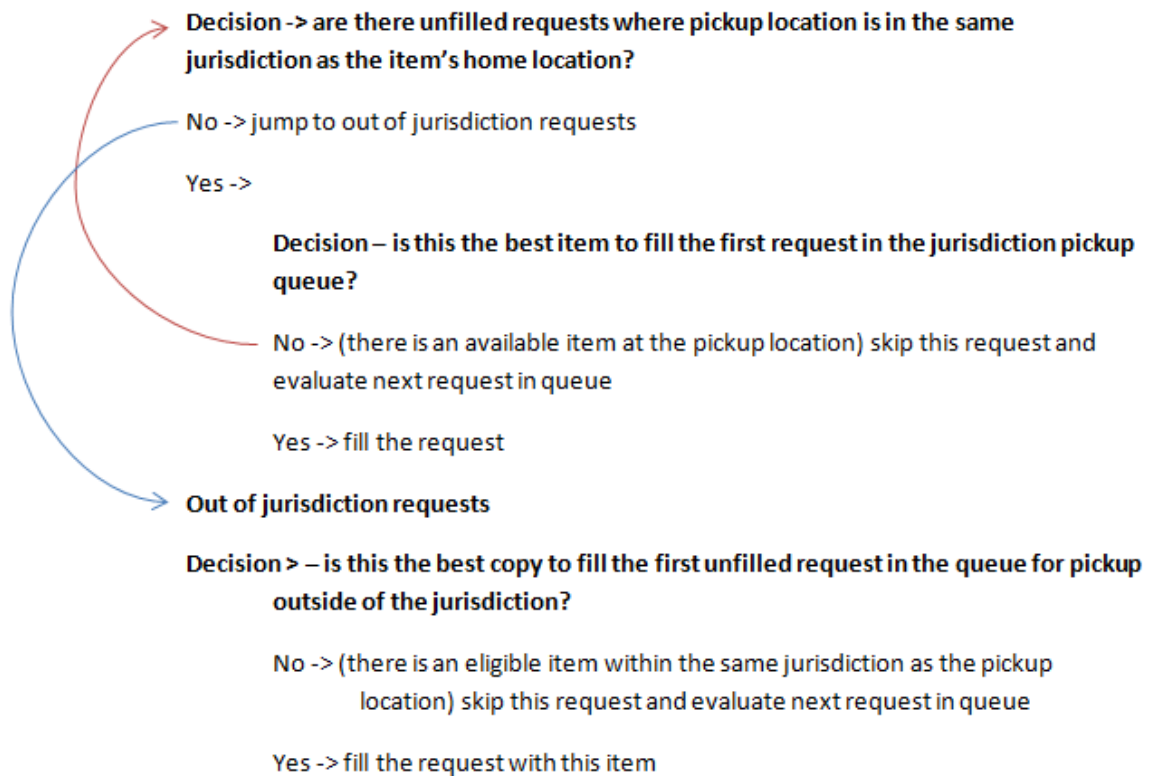 Decision -> are there unfilled requests where pickup location is in the same
jurisdiction as the item's home location?
No -> jump to out of jurisdiction requests
Yes ->
Decision – is this the best item to fill the first request in the jurisdiction pickup
queue?
No -> (there is an available item at the pickup location) skip this request and
evaluate next request in queue
Yes -> fill the request
Out of jurisdiction requests
Decision > – is this the best copy to fill the first unfilled request in the queue for pickup
outside of the jurisdiction?
No -> (there is an eligible item within the same jurisdiction as the pickup
location) skip this request and evaluate next request in queue
Yes -> fill the request with this item